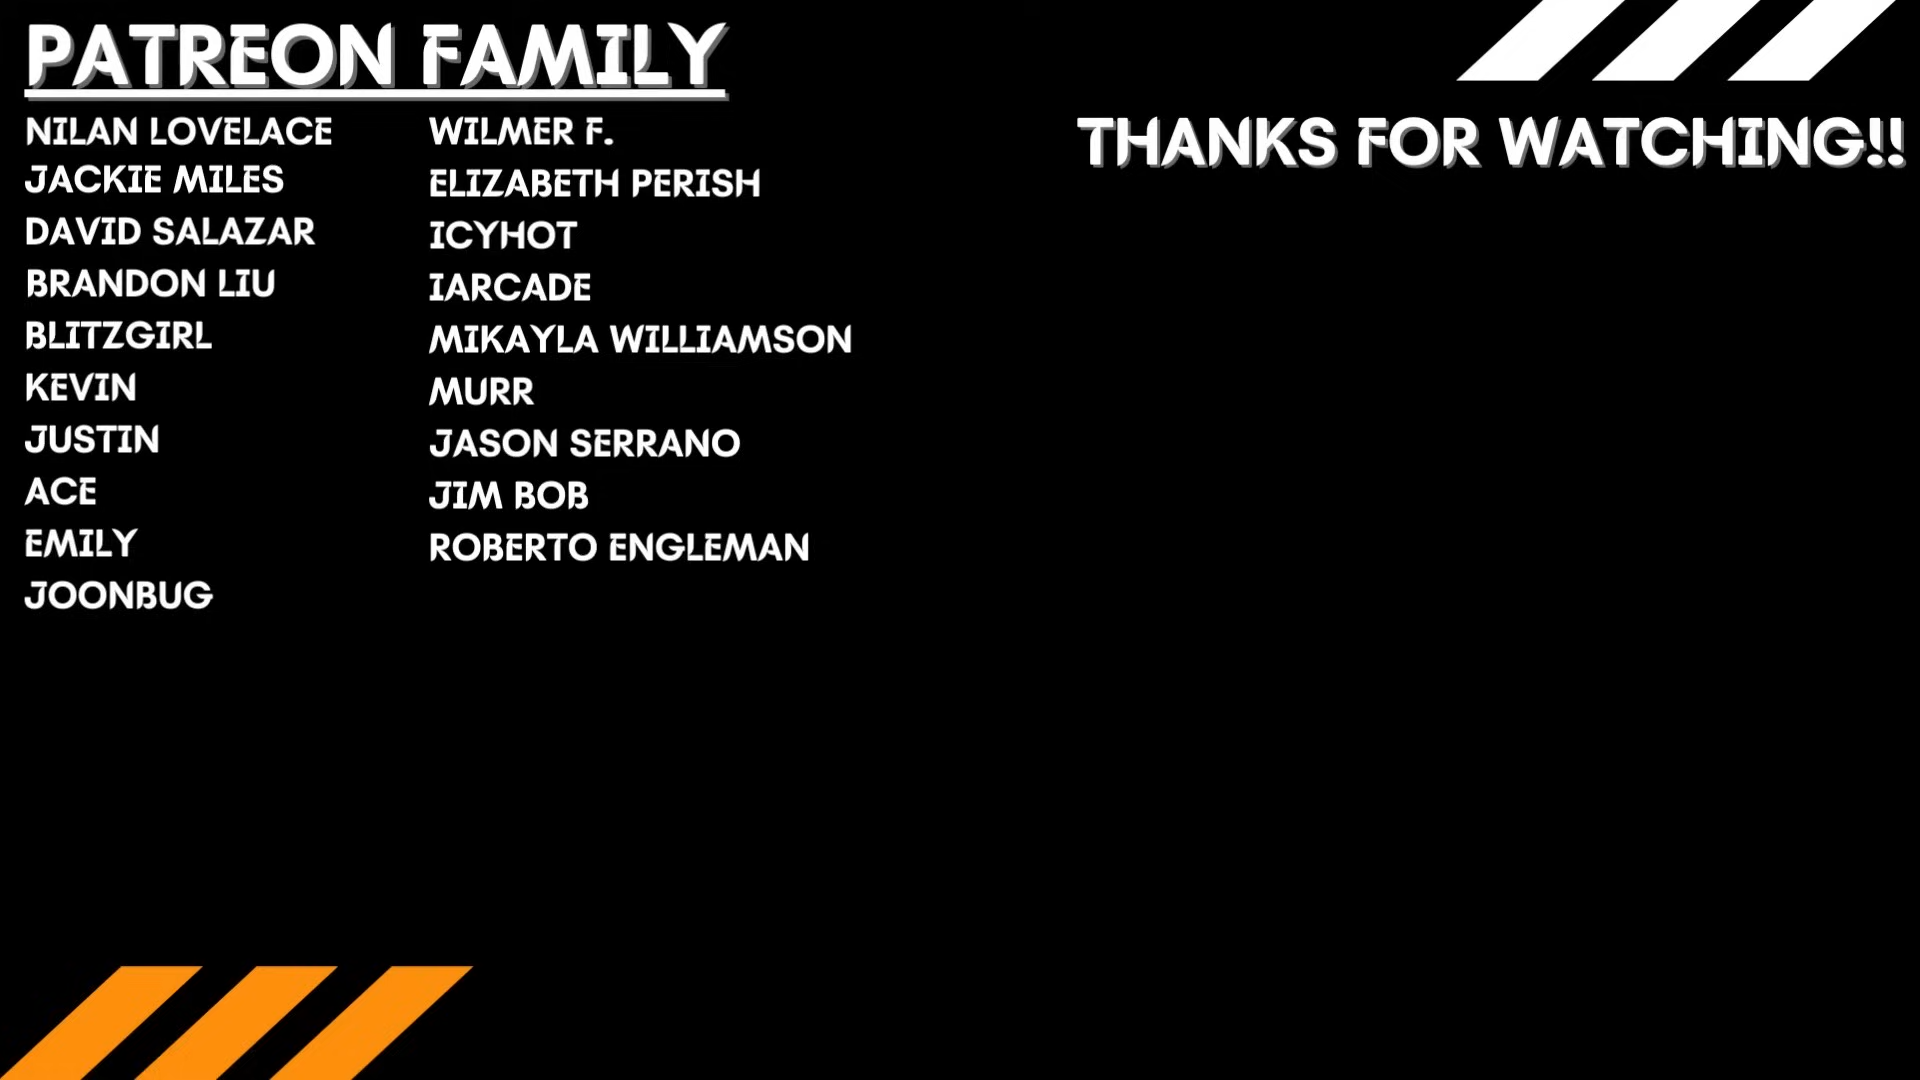 PATREON FAMILY
NILAN LOVELACE
JACKIE MILES
DAVID SALAZAR
BRANDON LIU
BLITZGIRL
KEVIN
JUSTIN
ACE
EMILY
JOONBUG
WILMER F.
ELIZABETH PERISH
ICYHOT
IARCADE
MIKAYLA WILLIAMSON
MURR
JASON SERRANO
JIM BOB
ROBERTO ENGLEMAN
THANKS FOR WATCHING!!